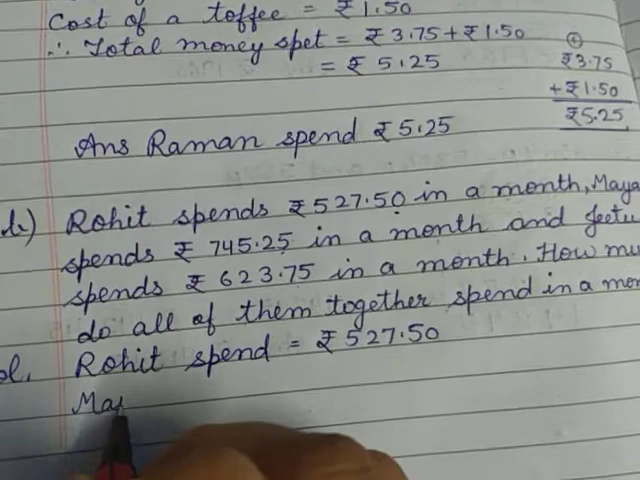 Cost of a toffee = ₹1.50
∴ Total money spet = ₹3.75+₹1.50
= ₹5.25
₹3.75
+₹1.50
₹5.25
Ans Raman spend ₹5.25
b) Rohit spends ₹527.50 in a month, Maya
spends ₹745.25 in a month and Jeetu
spends ₹623.75 in a month. How mu
do all of them together spend in a mo
ol. Rohit spend = ₹527.50
May